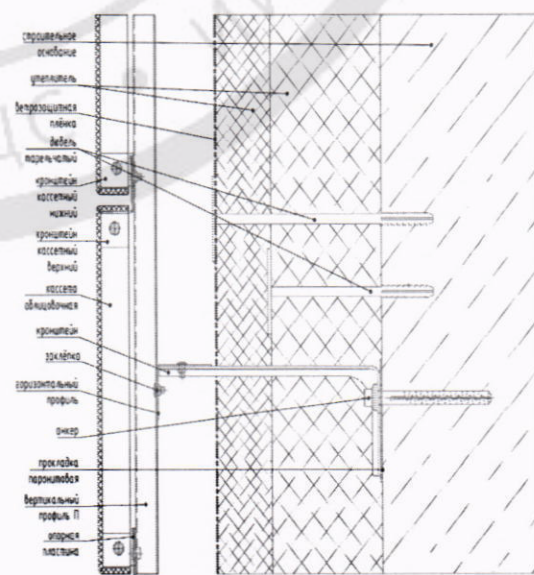 строительное
основание
утеплитель
ветрозащитная
плёнка
дюбель
тарельчатый
кронштейн
кассетный
нижний
кронштейн
кассетный
верхний
кассета
облицовочная
кронштейн
заклёпка
горизонтальный
профиль
анкер
прокладка
паронитовая
вертикальный
профиль П
опорная
пластина